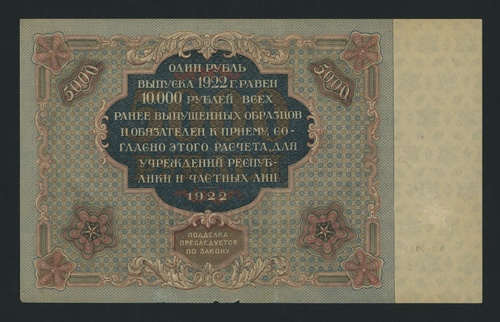 ОДИН РУБЛЬ
5000 ВЫПУСКА 1922 Г. РАВЕН 5000
10.000 РУБЛЕЙ ВСЕХ
РАНЕЕ ВЫПУЩЕННЫХ ОБРАЗЦОВ
И ОБЯЗАТЕЛЕН К ПРИЕМУ, СО-
ГЛАСНО ЭТОГО РАСЧЕТА, ДЛЯ
УЧРЕЖДЕНИЙ РЕСПУБ-
ЛИКИ И ЧАСТНЫХ ЛИЦ
1922
ПОДДЕЛКА
ПРЕСЛЕДУЕТСЯ
ПО ЗАКОНУ